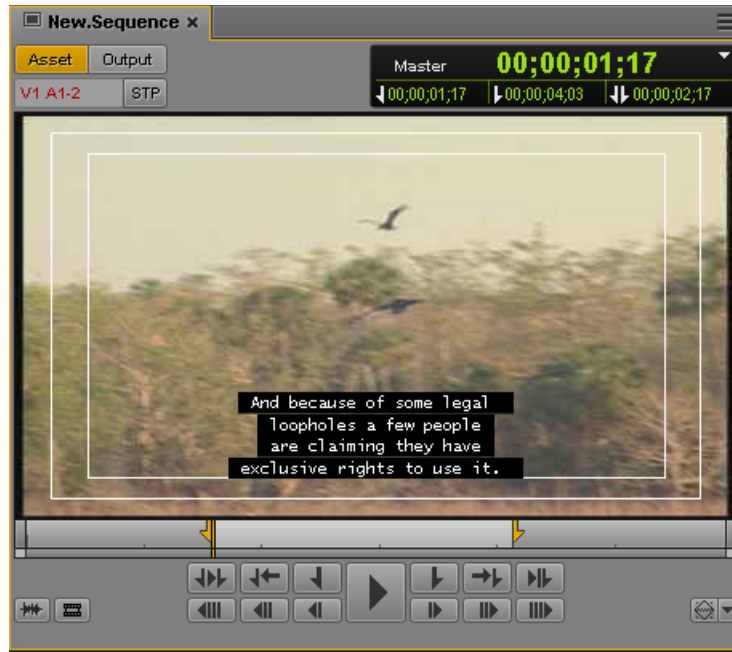 New.Sequence ×
Asset Output
Master 00;00;01;17
V1 A1-2 STP
00;00;01;17 00;00;04;03 00;00;02;17
And because of some legal
loopholes a few people
are claiming they have
exclusive rights to use it.